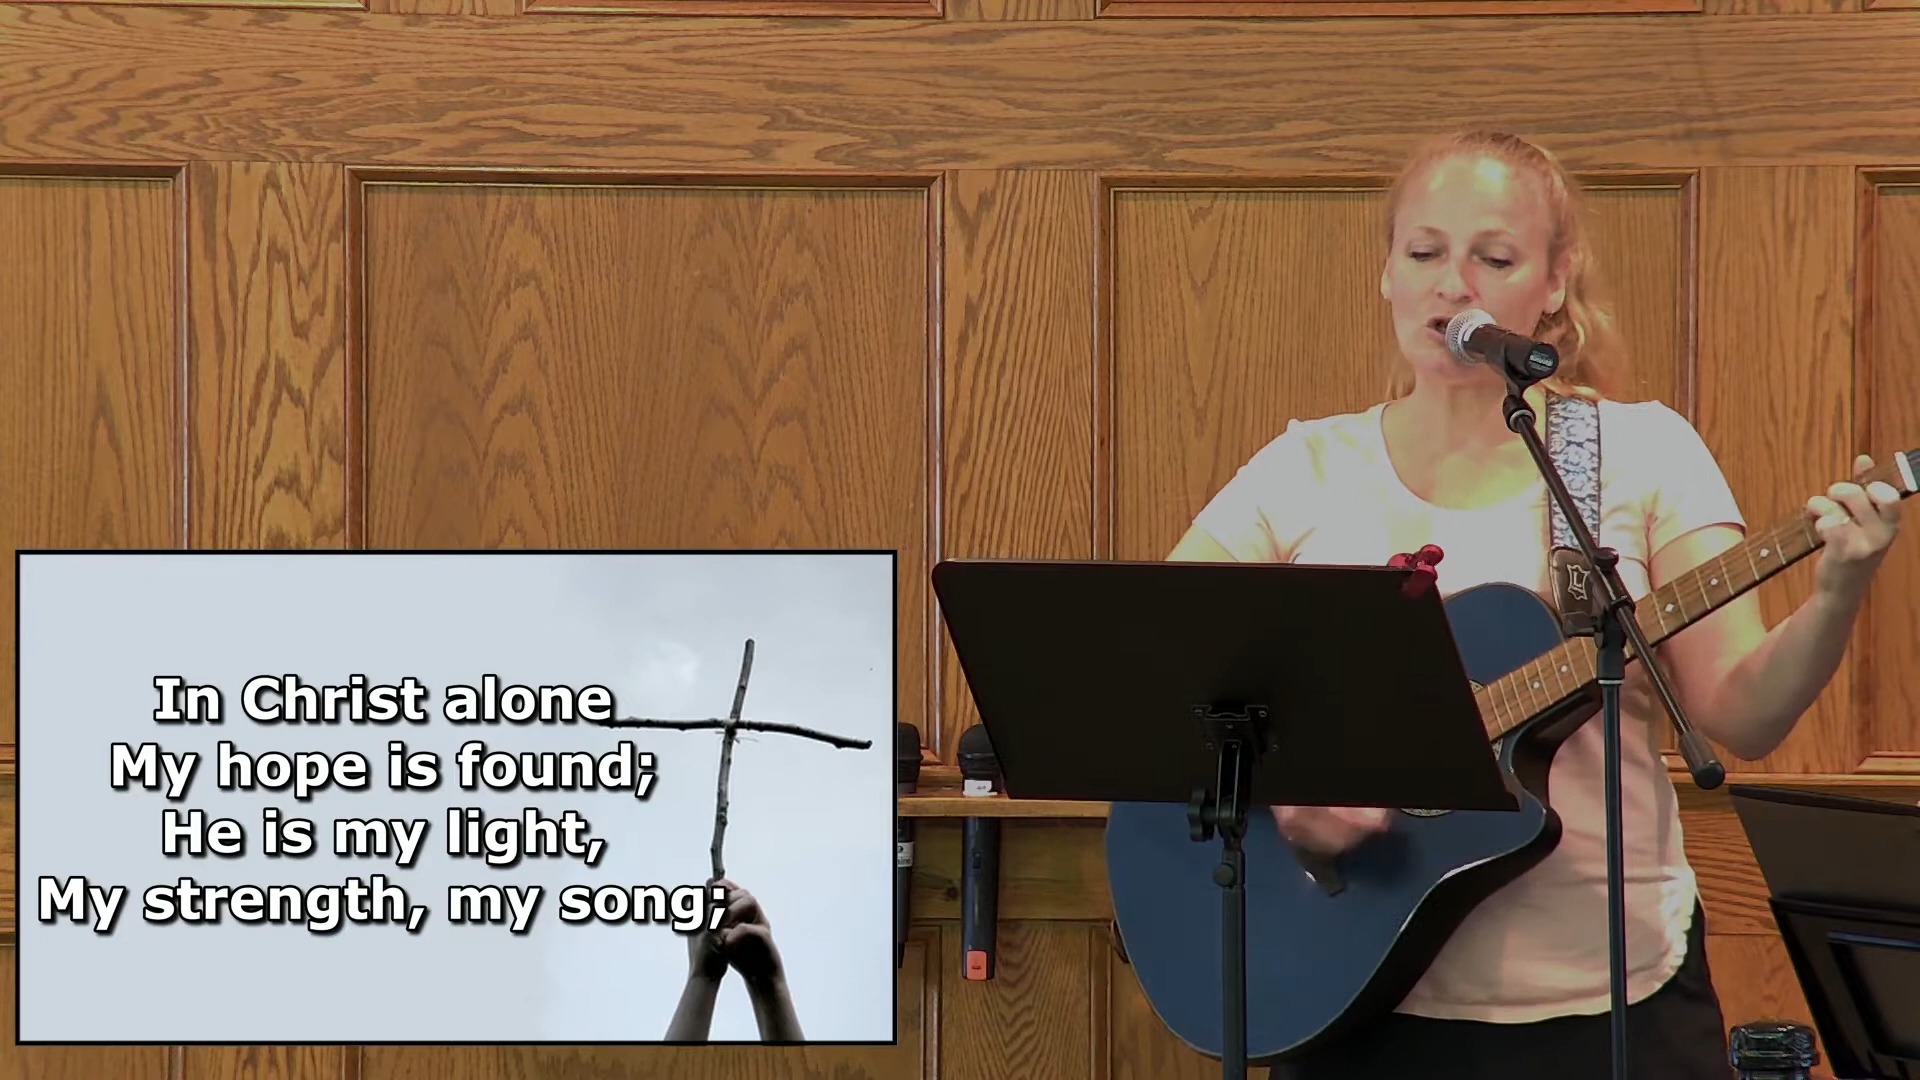 In Christ alone
My hope is found;
He is my light,
My strength, my song;